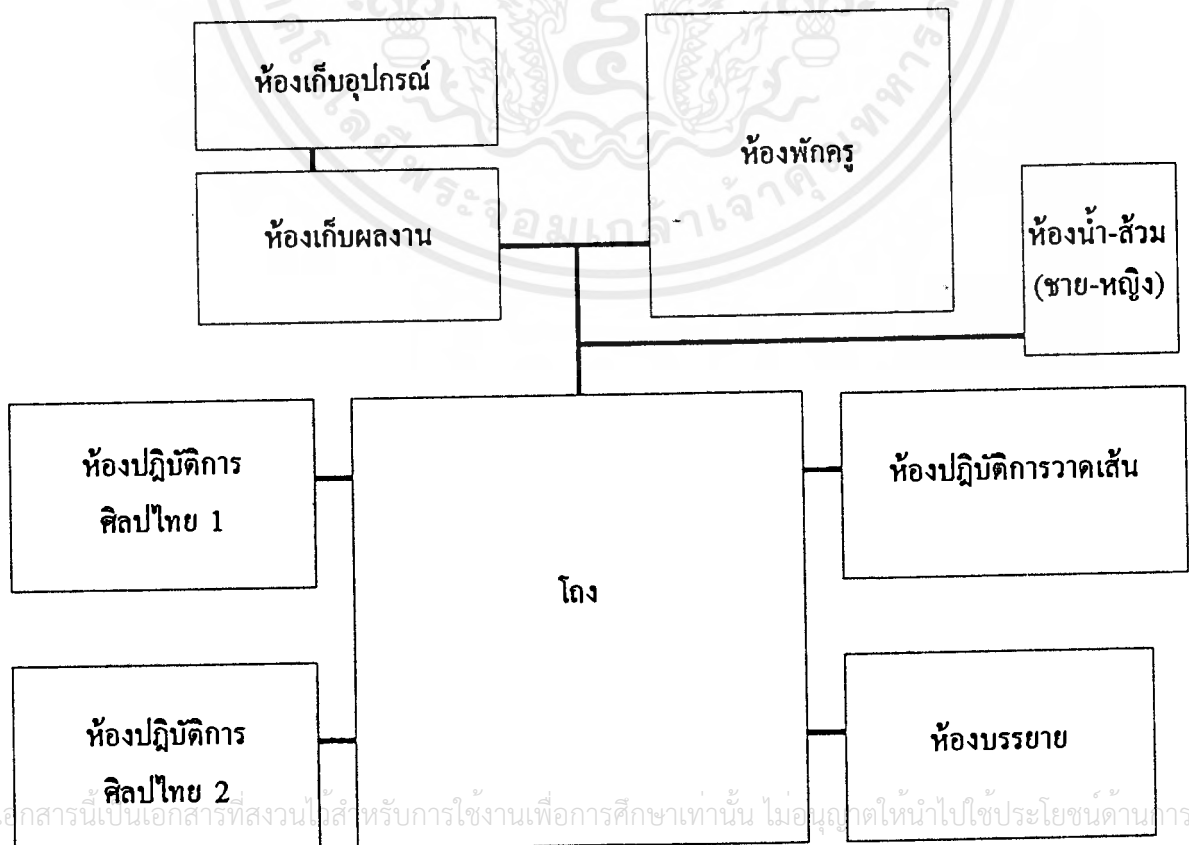 ห้องเก็บอุปกรณ์
ห้องพักครู
ห้องเก็บผลงาน
ห้องน้ำ-ส้วม
(ชาย-หญิง)
ห้องปฏิบัติการ
ศิลปไทย 1
ห้องปฏิบัติการวาดเส้น
โถง
ห้องปฏิบัติการ
ศิลปไทย 2
ห้องบรรยาย
เอกสารนี้เป็นเอกสารที่สงวนไว้สำหรับการใช้งานเพื่อการศึกษาเท่านั้น ไม่อนุญาตให้นำไปใช้ประโยชน์ด้านการ